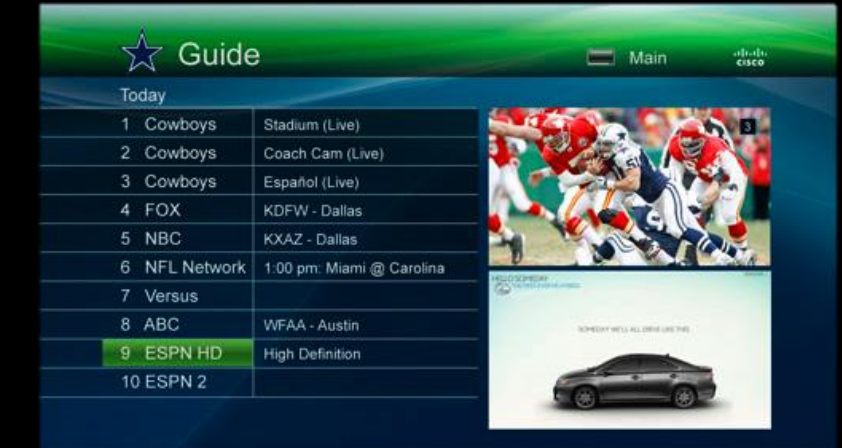 Guide
Main
CISCO
Today
1 Cowboys Stadium (Live)
2 Cowboys Coach Cam (Live)
3 Cowboys Español (Live)
4 FOX KDFW - Dallas
5 NBC KXAZ - Dallas
6 NFL Network 1:00 pm: Miami @ Carolina
7 Versus
8 ABC WFAA - Austin
9 ESPN HD High Definition
10 ESPN 2
3
51
HELLO SOMEDAY
SOMEDAY WE'LL ALL DRIVE LIKE THIS